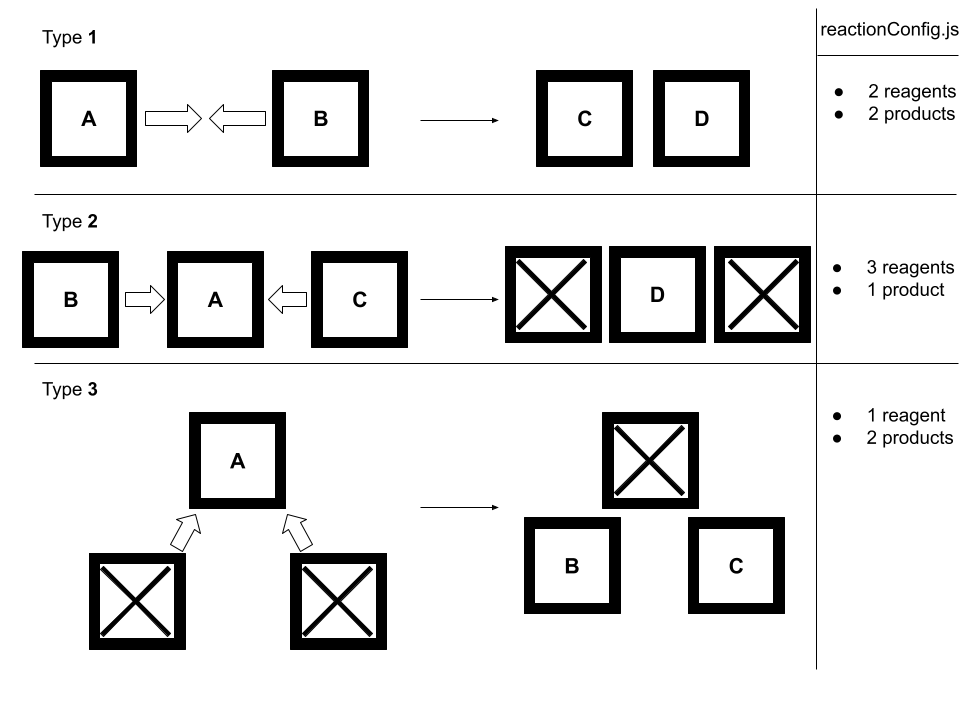 reactionConfig.js
Type 1
A
B
C
D
● 2 reagents
● 2 products
Type 2
B
A
C
D
● 3 reagents
● 1 product
Type 3
A
B
C
● 1 reagent
● 2 products